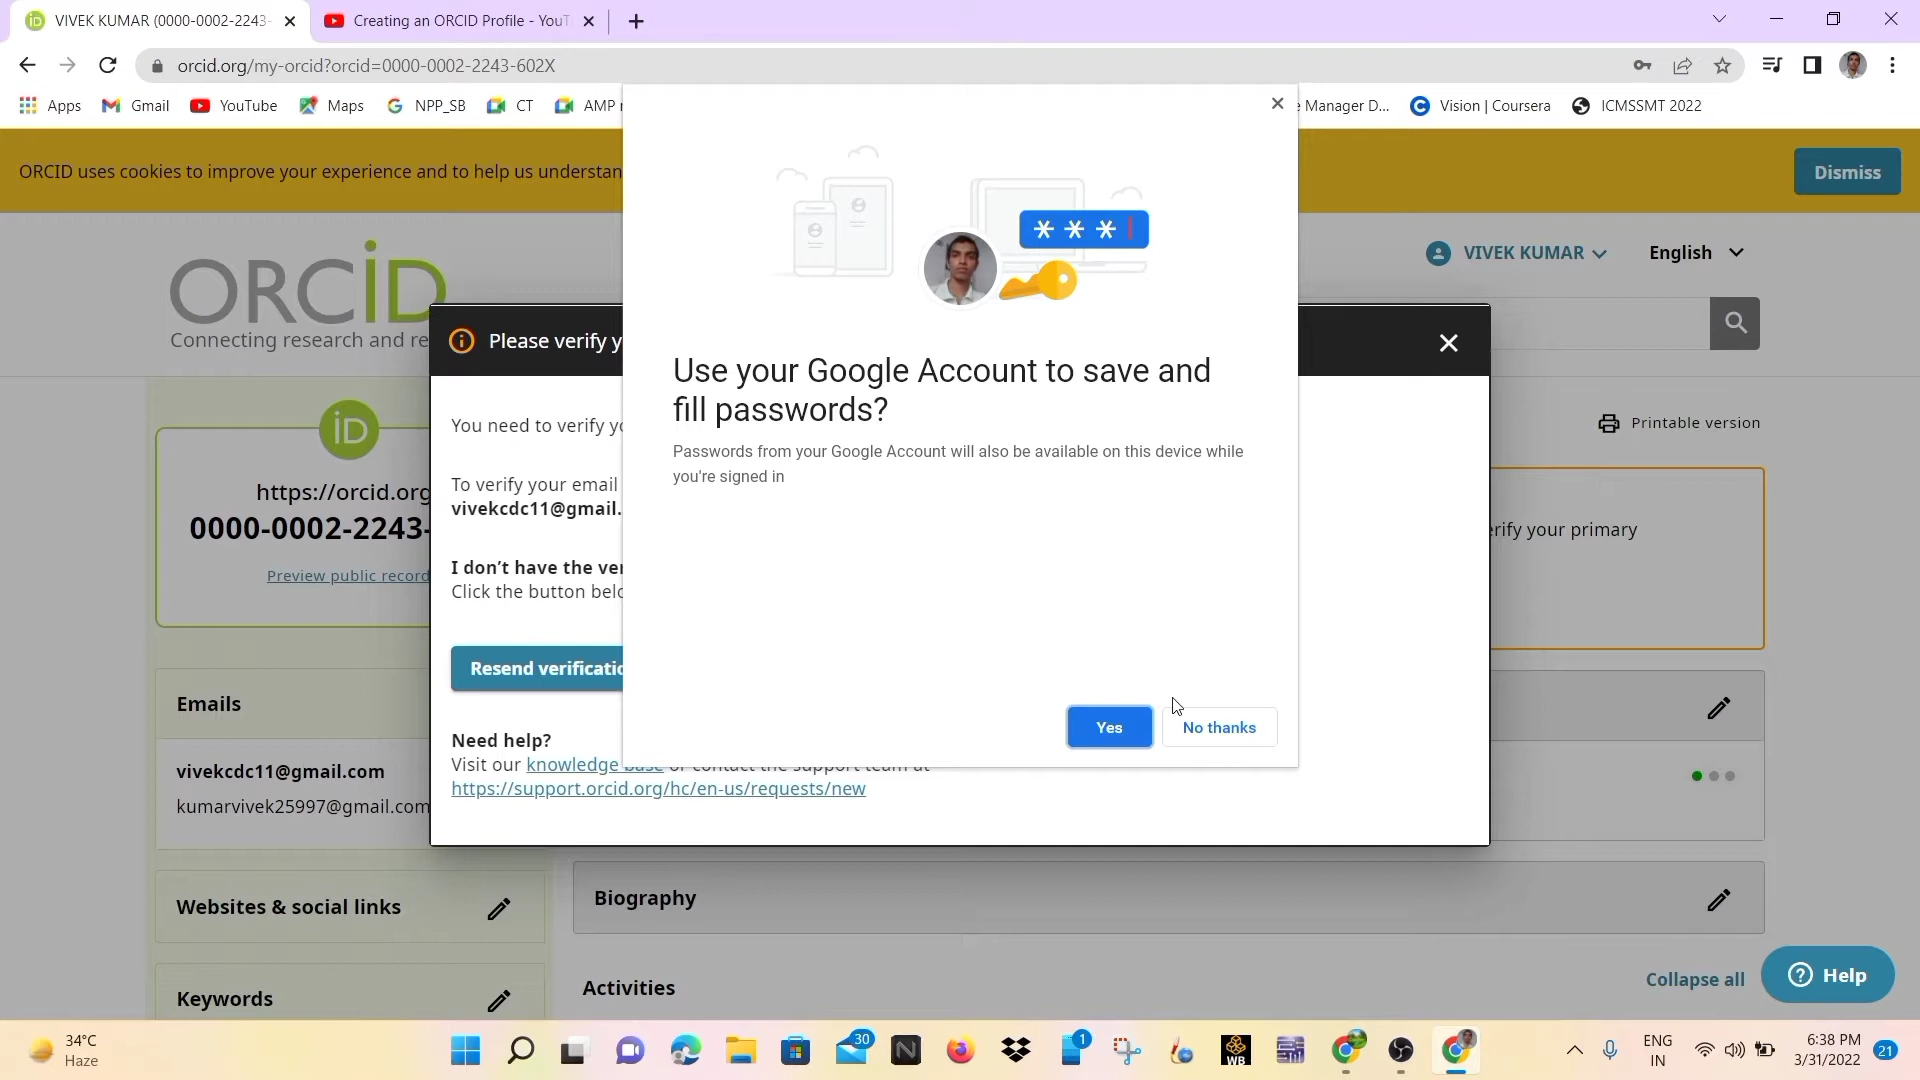 VIVEK KUMAR (0000-0002-2243-
Creating an ORCID Profile - YouT
orcid.org/my-orcid?orcid=0000-0002-2243-602X
Apps
Gmail
YouTube
Maps
NPP_SB
CT
AMP
e Manager D...
Vision | Coursera
ICMSSMT 2022
ORCID uses cookies to improve your experience and to help us understan
Dismiss
ORCiD
Connecting research and re
VIVEK KUMAR
English
* * *
Please verify y
Use your Google Account to save and
fill passwords?
Passwords from your Google Account will also be available on this device while
you're signed in
Yes
No thanks
You need to verify yo
To verify your email
vivekcdc11@gmail.
I don't have the ver
Click the button belo
Resend verificatio
Need help?
Visit our knowledge base or contact the support team at
https://support.orcid.org/hc/en-us/requests/new
Printable version
erify your primary
iD
https://orcid.org
0000-0002-2243-
Preview public record
Emails
vivekcdc11@gmail.com
kumarvivek25997@gmail.com
Websites & social links
Keywords
Biography
Activities
Collapse all
Help
34°C
Haze
30
N
1
WB
ENG
IN
6:38 PM
3/31/2022
21